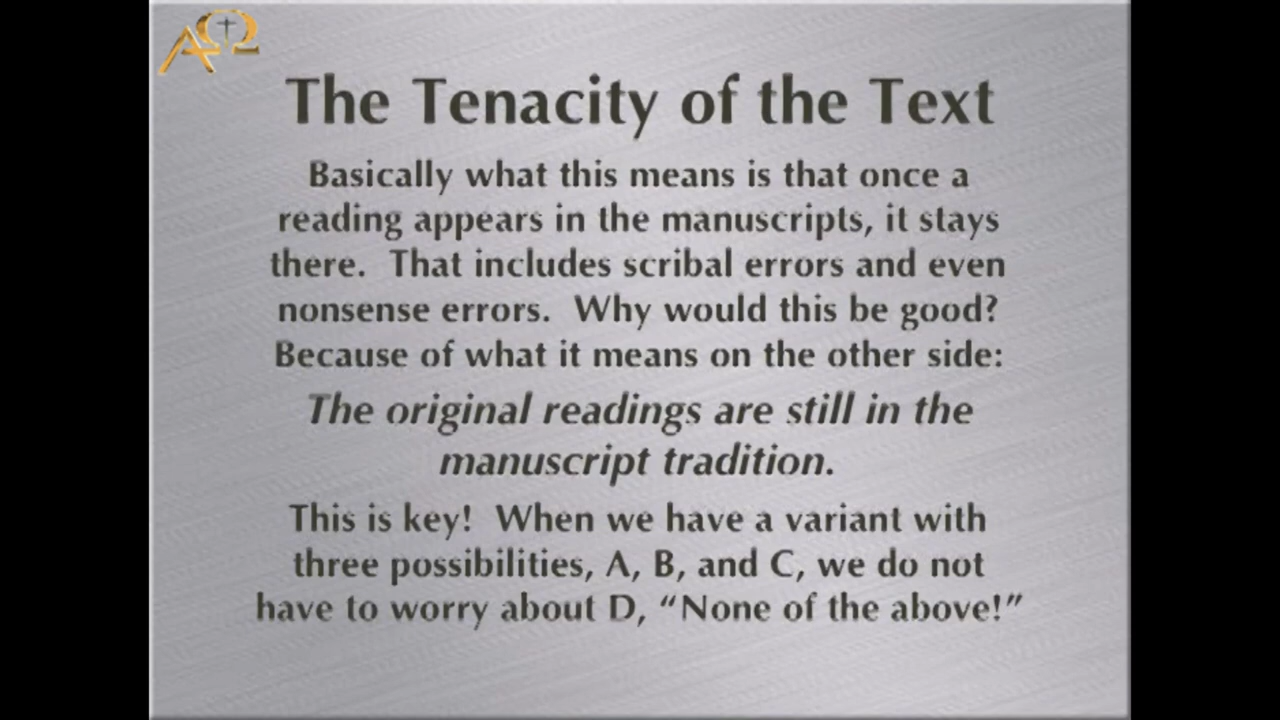 ΑΩ
The Tenacity of the Text
Basically what this means is that once a
reading appears in the manuscripts, it stays
there.  That includes scribal errors and even
nonsense errors.  Why would this be good?
Because of what it means on the other side:
The original readings are still in the
manuscript tradition.
This is key!  When we have a variant with
three possibilities, A, B, and C, we do not
have to worry about D, “None of the above!”